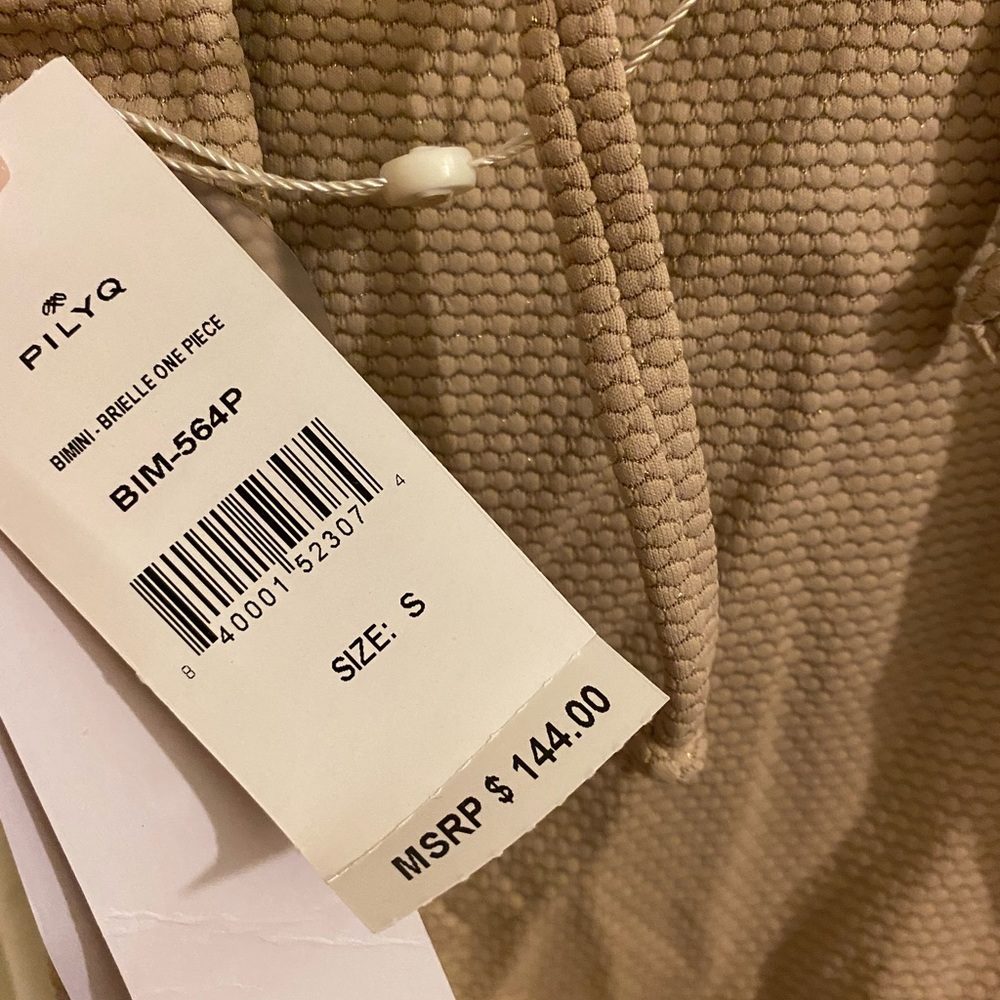 PILYQ
BIMINI - BRIELLE ONE PIECE
BIM-564P
8 40001 52307 4
SIZE: S
MSRP $ 144.00